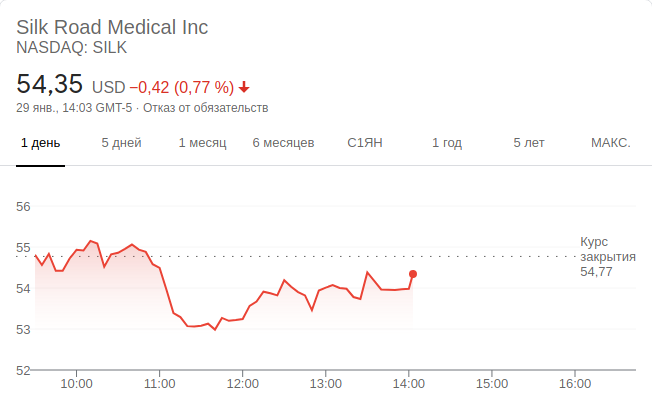 Silk Road Medical Inc
NASDAQ: SILK
54,35 USD −0,42 (0,77 %)
29 янв., 14:03 GMT-5 · Отказ от обязательств
1 день 5 дней 1 месяц 6 месяцев С1ЯН 1 год 5 лет МАКС.
56
55
54
53
52
Курс
закрытия
54,77
10:00 11:00 12:00 13:00 14:00 15:00 16:00